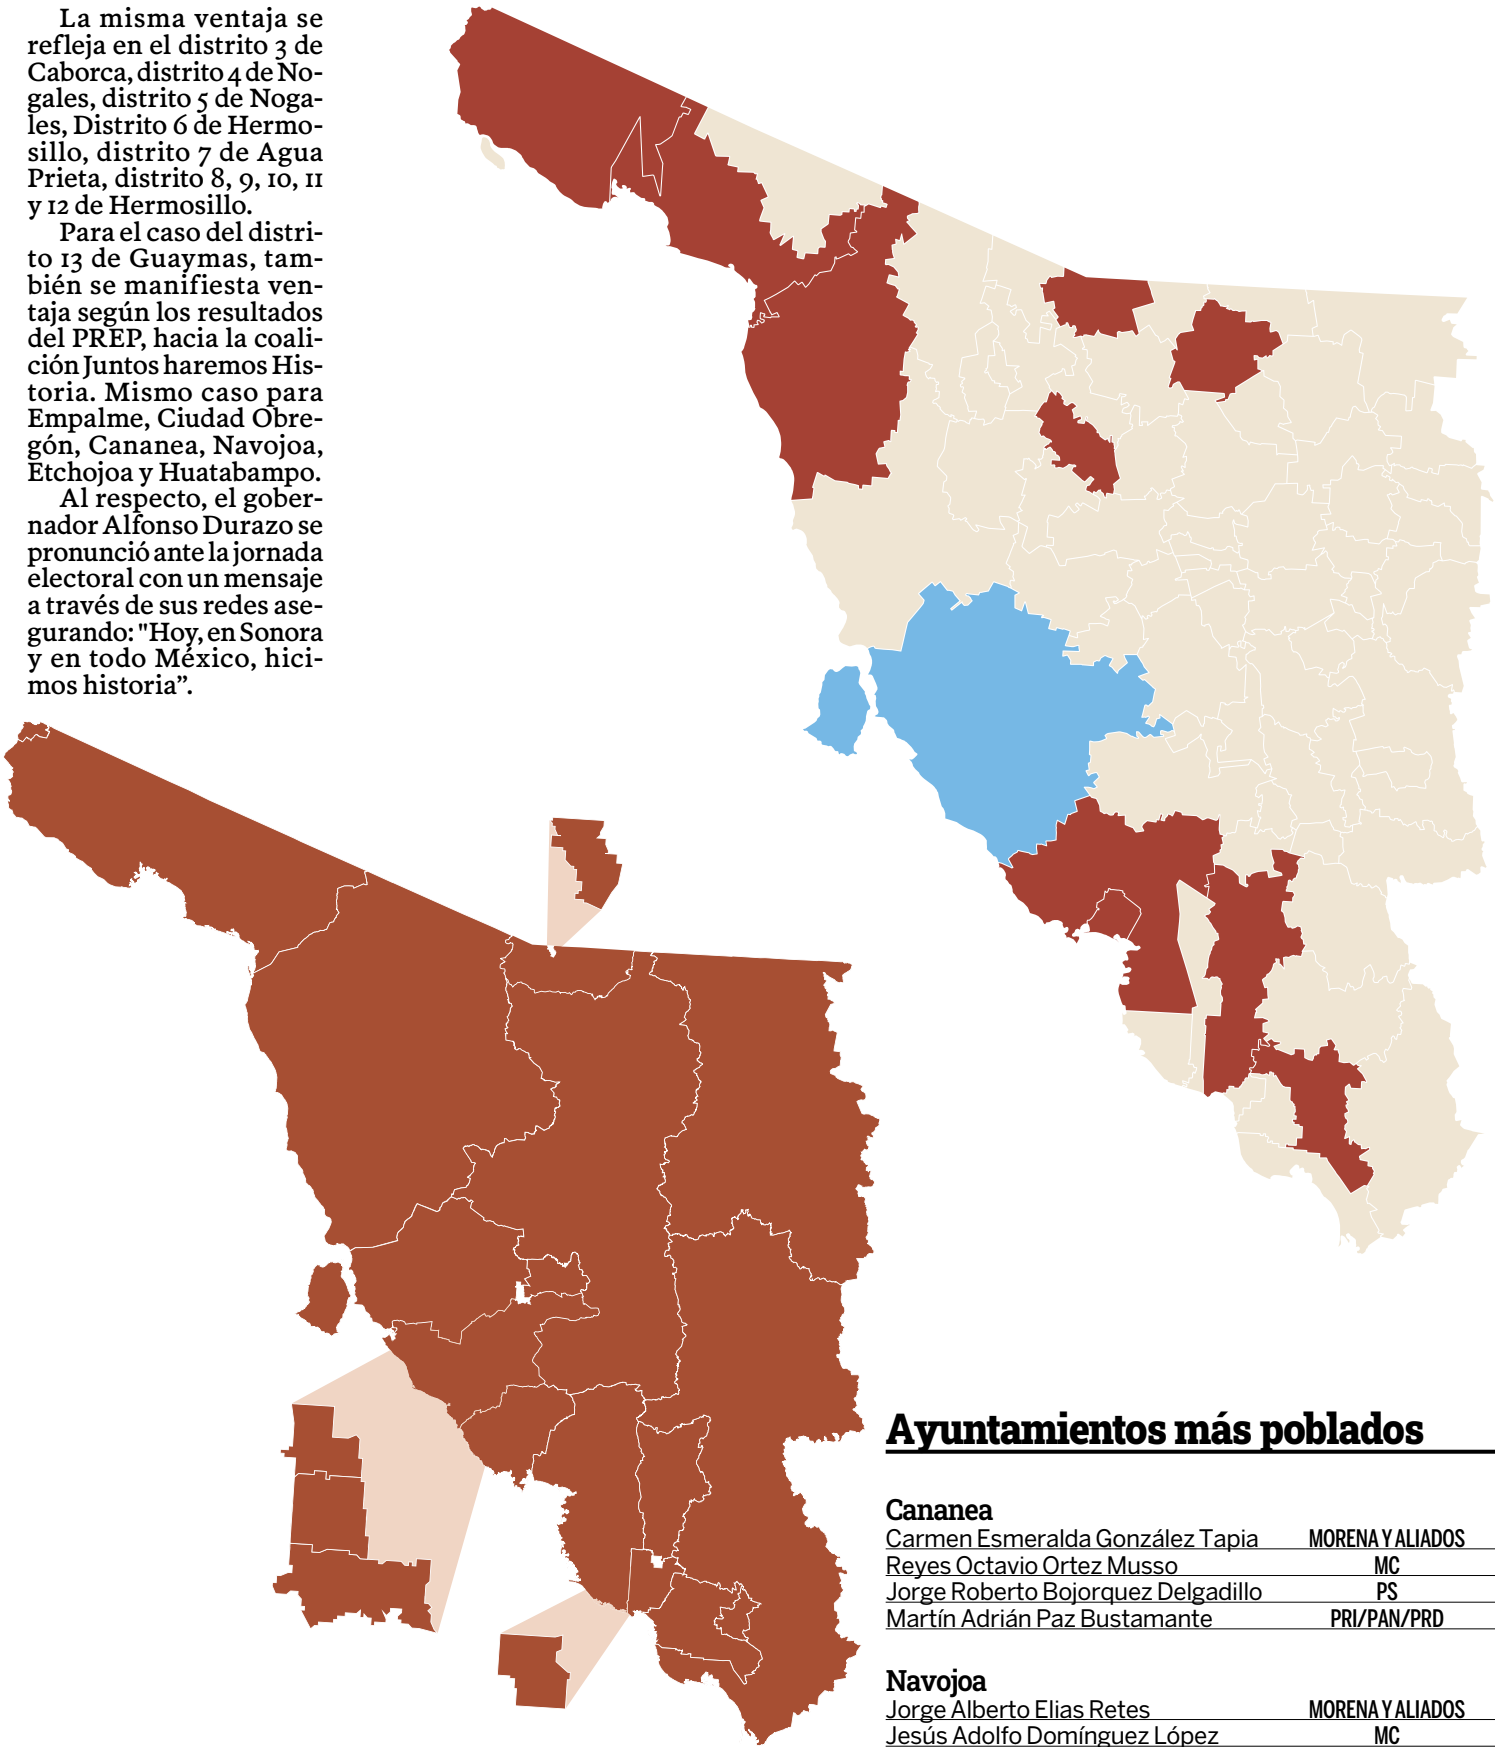 La misma ventaja se
refleja en el distrito 3 de
Caborca, distrito 4 de No-
gales, distrito 5 de Noga-
les, Distrito 6 de Hermo-
sillo, distrito 7 de Agua
Prieta, distrito 8, 9, 10, 11
y 12 de Hermosillo.
Para el caso del distri-
to 13 de Guaymas, tam-
bién se manifiesta ven-
taja según los resultados
del PREP, hacia la coali-
ción Juntos haremos His-
toria. Mismo caso para
Empalme, Ciudad Obre-
gón, Cananea, Navojoa,
Etchojoa y Huatabampo.
Al respecto, el gober-
nador Alfonso Durazo se
pronunció ante la jornada
electoral con un mensaje
a través de sus redes ase-
gurando: "Hoy, en Sonora
y en todo México, hici-
mos historia”.
Ayuntamientos más poblados
Cananea
Carmen Esmeralda González Tapia MORENA Y ALIADOS
Reyes Octavio Ortez Musso MC
Jorge Roberto Bojorquez Delgadillo PS
Martín Adrián Paz Bustamante PRI/PAN/PRD
Navojoa
Jorge Alberto Elias Retes MORENA Y ALIADOS
Jesús Adolfo Domínguez López MC